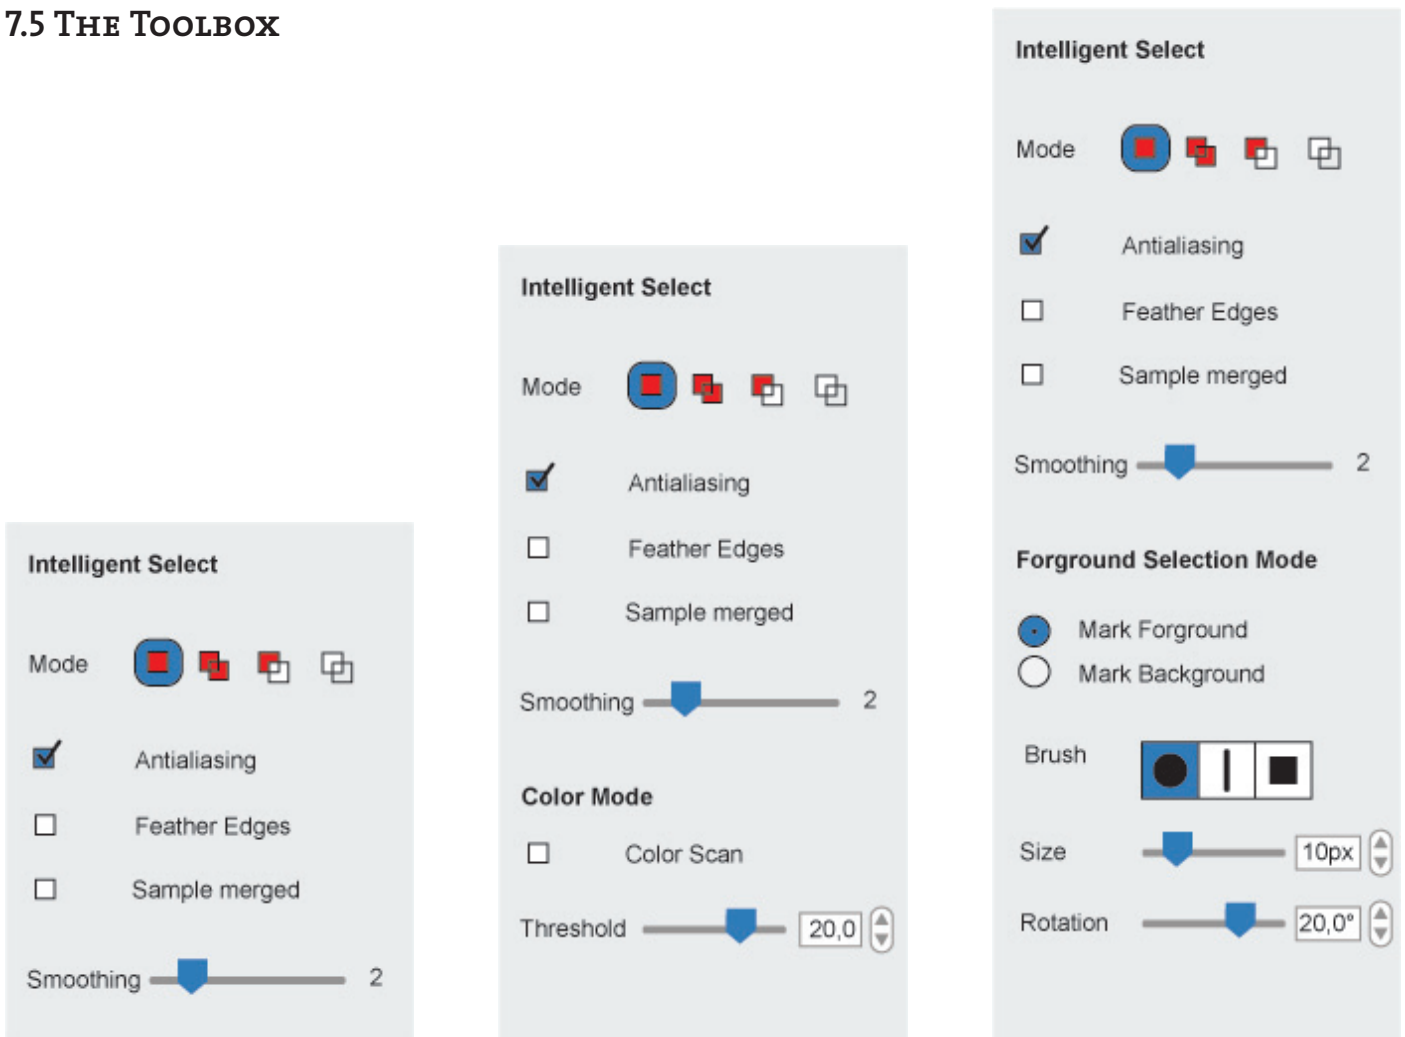 7.5 The Toolbox
Intelligent Select
Mode
Antialiasing
Feather Edges
Sample merged
Smoothing 2
Intelligent Select
Mode
Antialiasing
Feather Edges
Sample merged
Smoothing 2
Color Mode
Color Scan
Threshold 20,0
Intelligent Select
Mode
Antialiasing
Feather Edges
Sample merged
Smoothing 2
Forground Selection Mode
Mark Forground
Mark Background
Brush
Size 10px
Rotation 20,0°